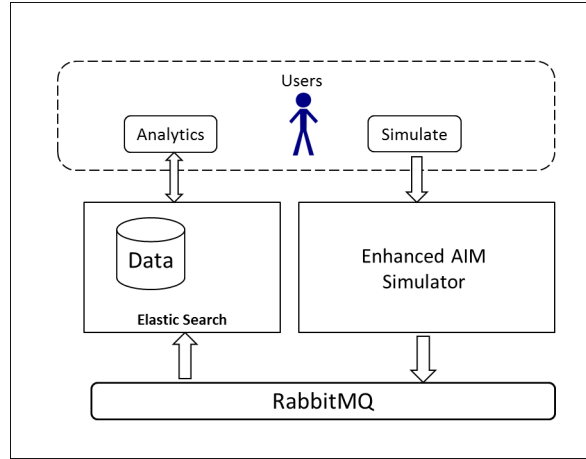 Users
Analytics
Simulate
Data
Elastic Search
Enhanced AIM
Simulator
RabbitMQ